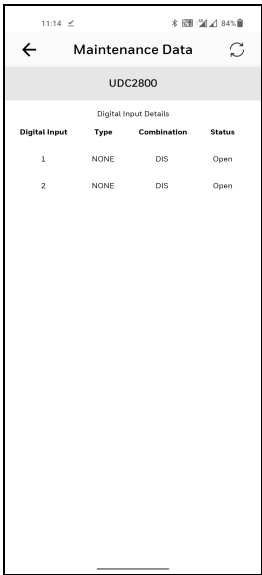 11:14
84%
Maintenance Data
UDC2800
Digital Input Details
Digital Input Type Combination Status
1 NONE DIS Open
2 NONE DIS Open